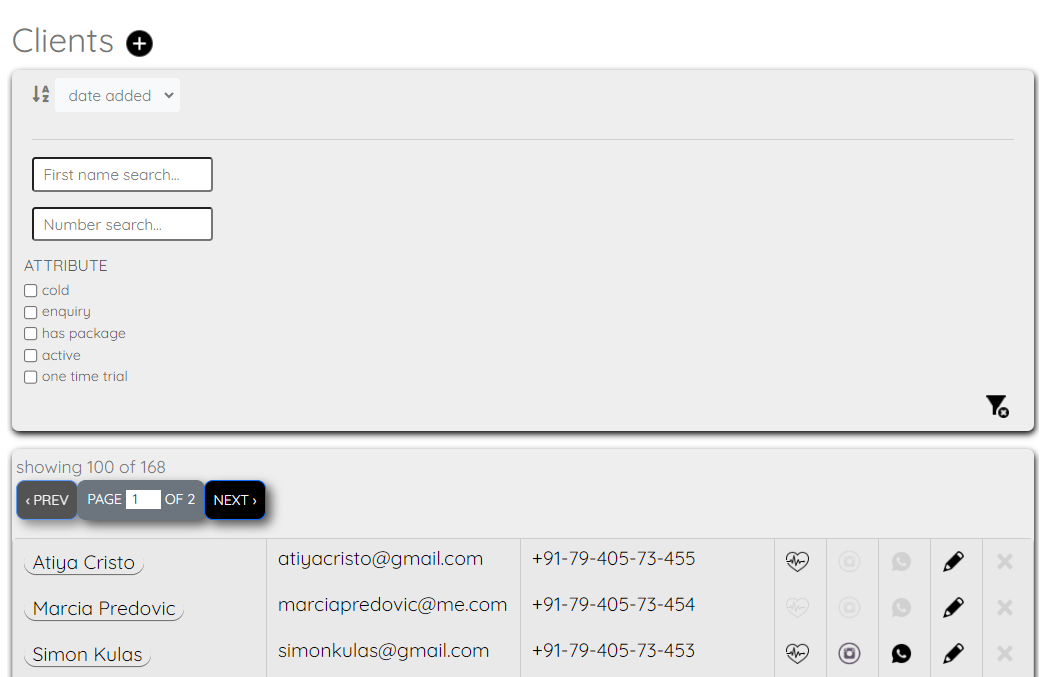 Clients
date added
First name search...
Number search...
ATTRIBUTE
cold
enquiry
has package
active
one time trial
showing 100 of 168
‹ PREV PAGE 1 OF 2 NEXT ›
Atiya Cristo atiyacristo@gmail.com +91-79-405-73-455
Marcia Predovic marciapredovic@me.com +91-79-405-73-454
Simon Kulas simonkulas@gmail.com +91-79-405-73-453